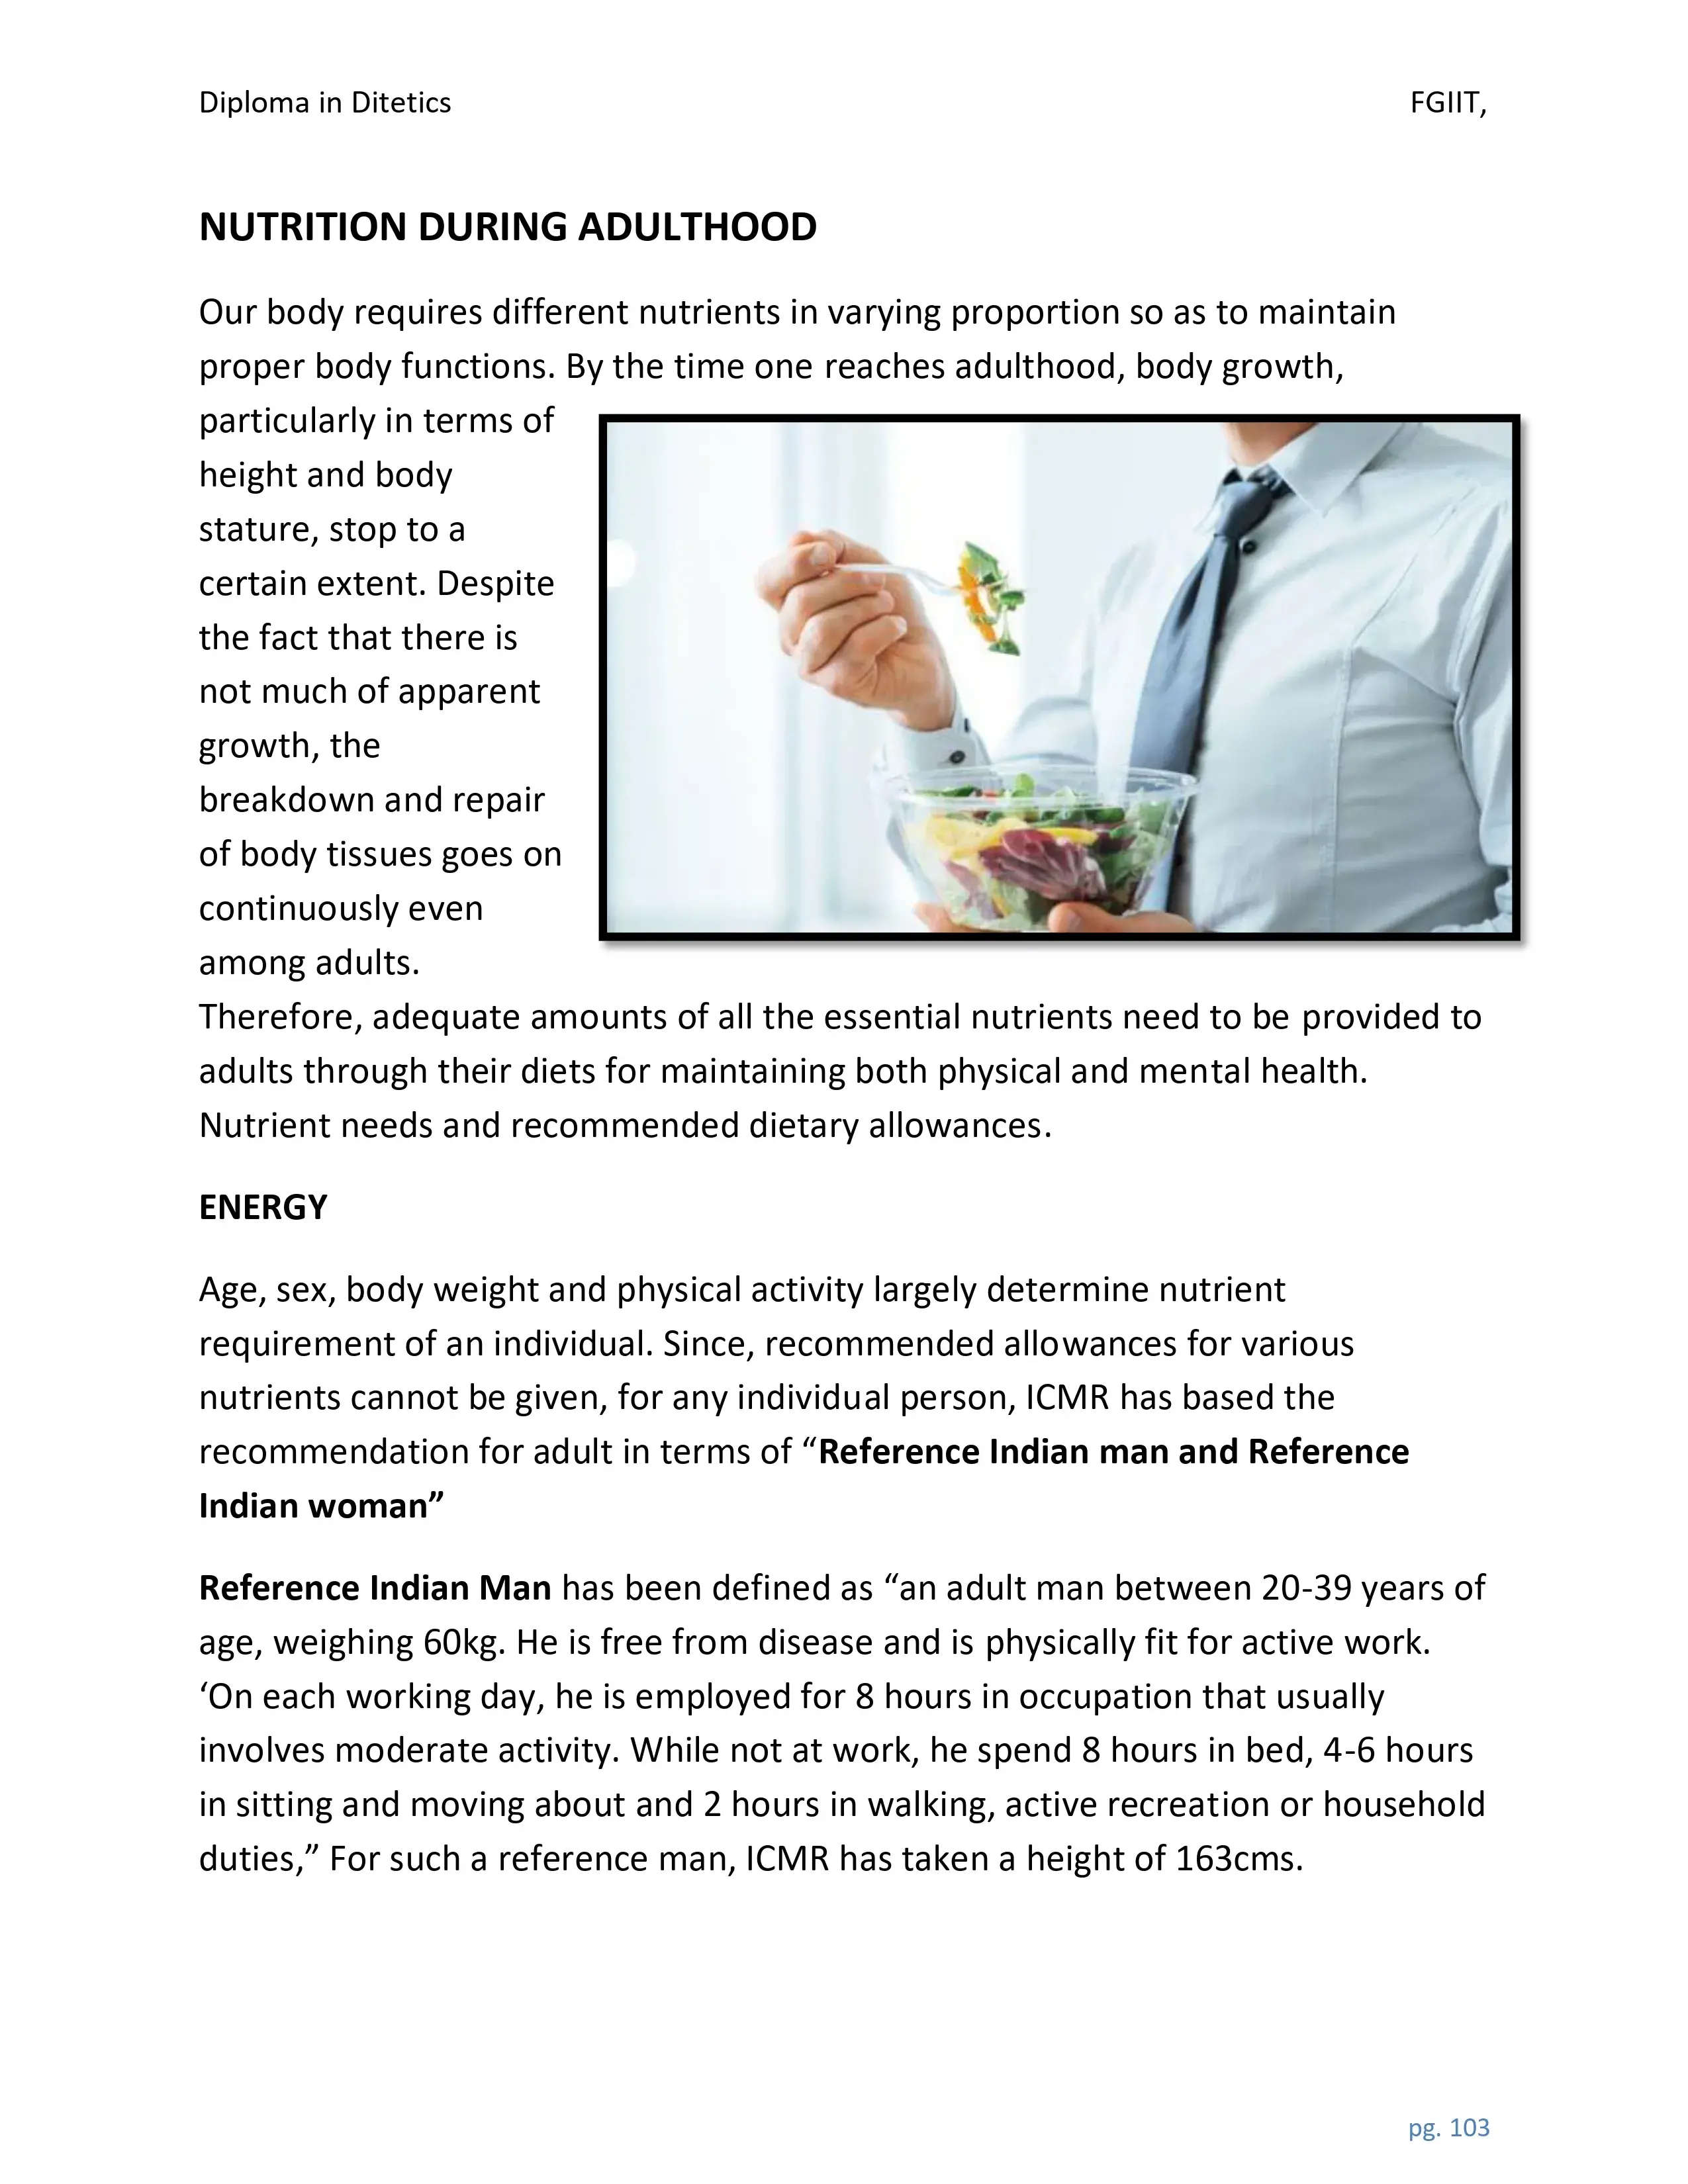 Diploma in Ditetics FGIIT,
NUTRITION DURING ADULTHOOD
Our body requires different nutrients in varying proportion so as to maintain
proper body functions. By the time one reaches adulthood, body growth,
particularly in terms of
height and body
stature, stop to a
certain extent. Despite
the fact that there is
not much of apparent
growth, the
breakdown and repair
of body tissues goes on
continuously even
among adults.
Therefore, adequate amounts of all the essential nutrients need to be provided to
adults through their diets for maintaining both physical and mental health.
Nutrient needs and recommended dietary allowances.
ENERGY
Age, sex, body weight and physical activity largely determine nutrient
requirement of an individual. Since, recommended allowances for various
nutrients cannot be given, for any individual person, ICMR has based the
recommendation for adult in terms of “Reference Indian man and Reference
Indian woman”
Reference Indian Man has been defined as “an adult man between 20-39 years of
age, weighing 60kg. He is free from disease and is physically fit for active work.
‘On each working day, he is employed for 8 hours in occupation that usually
involves moderate activity. While not at work, he spend 8 hours in bed, 4-6 hours
in sitting and moving about and 2 hours in walking, active recreation or household
duties,” For such a reference man, ICMR has taken a height of 163cms.
pg. 103